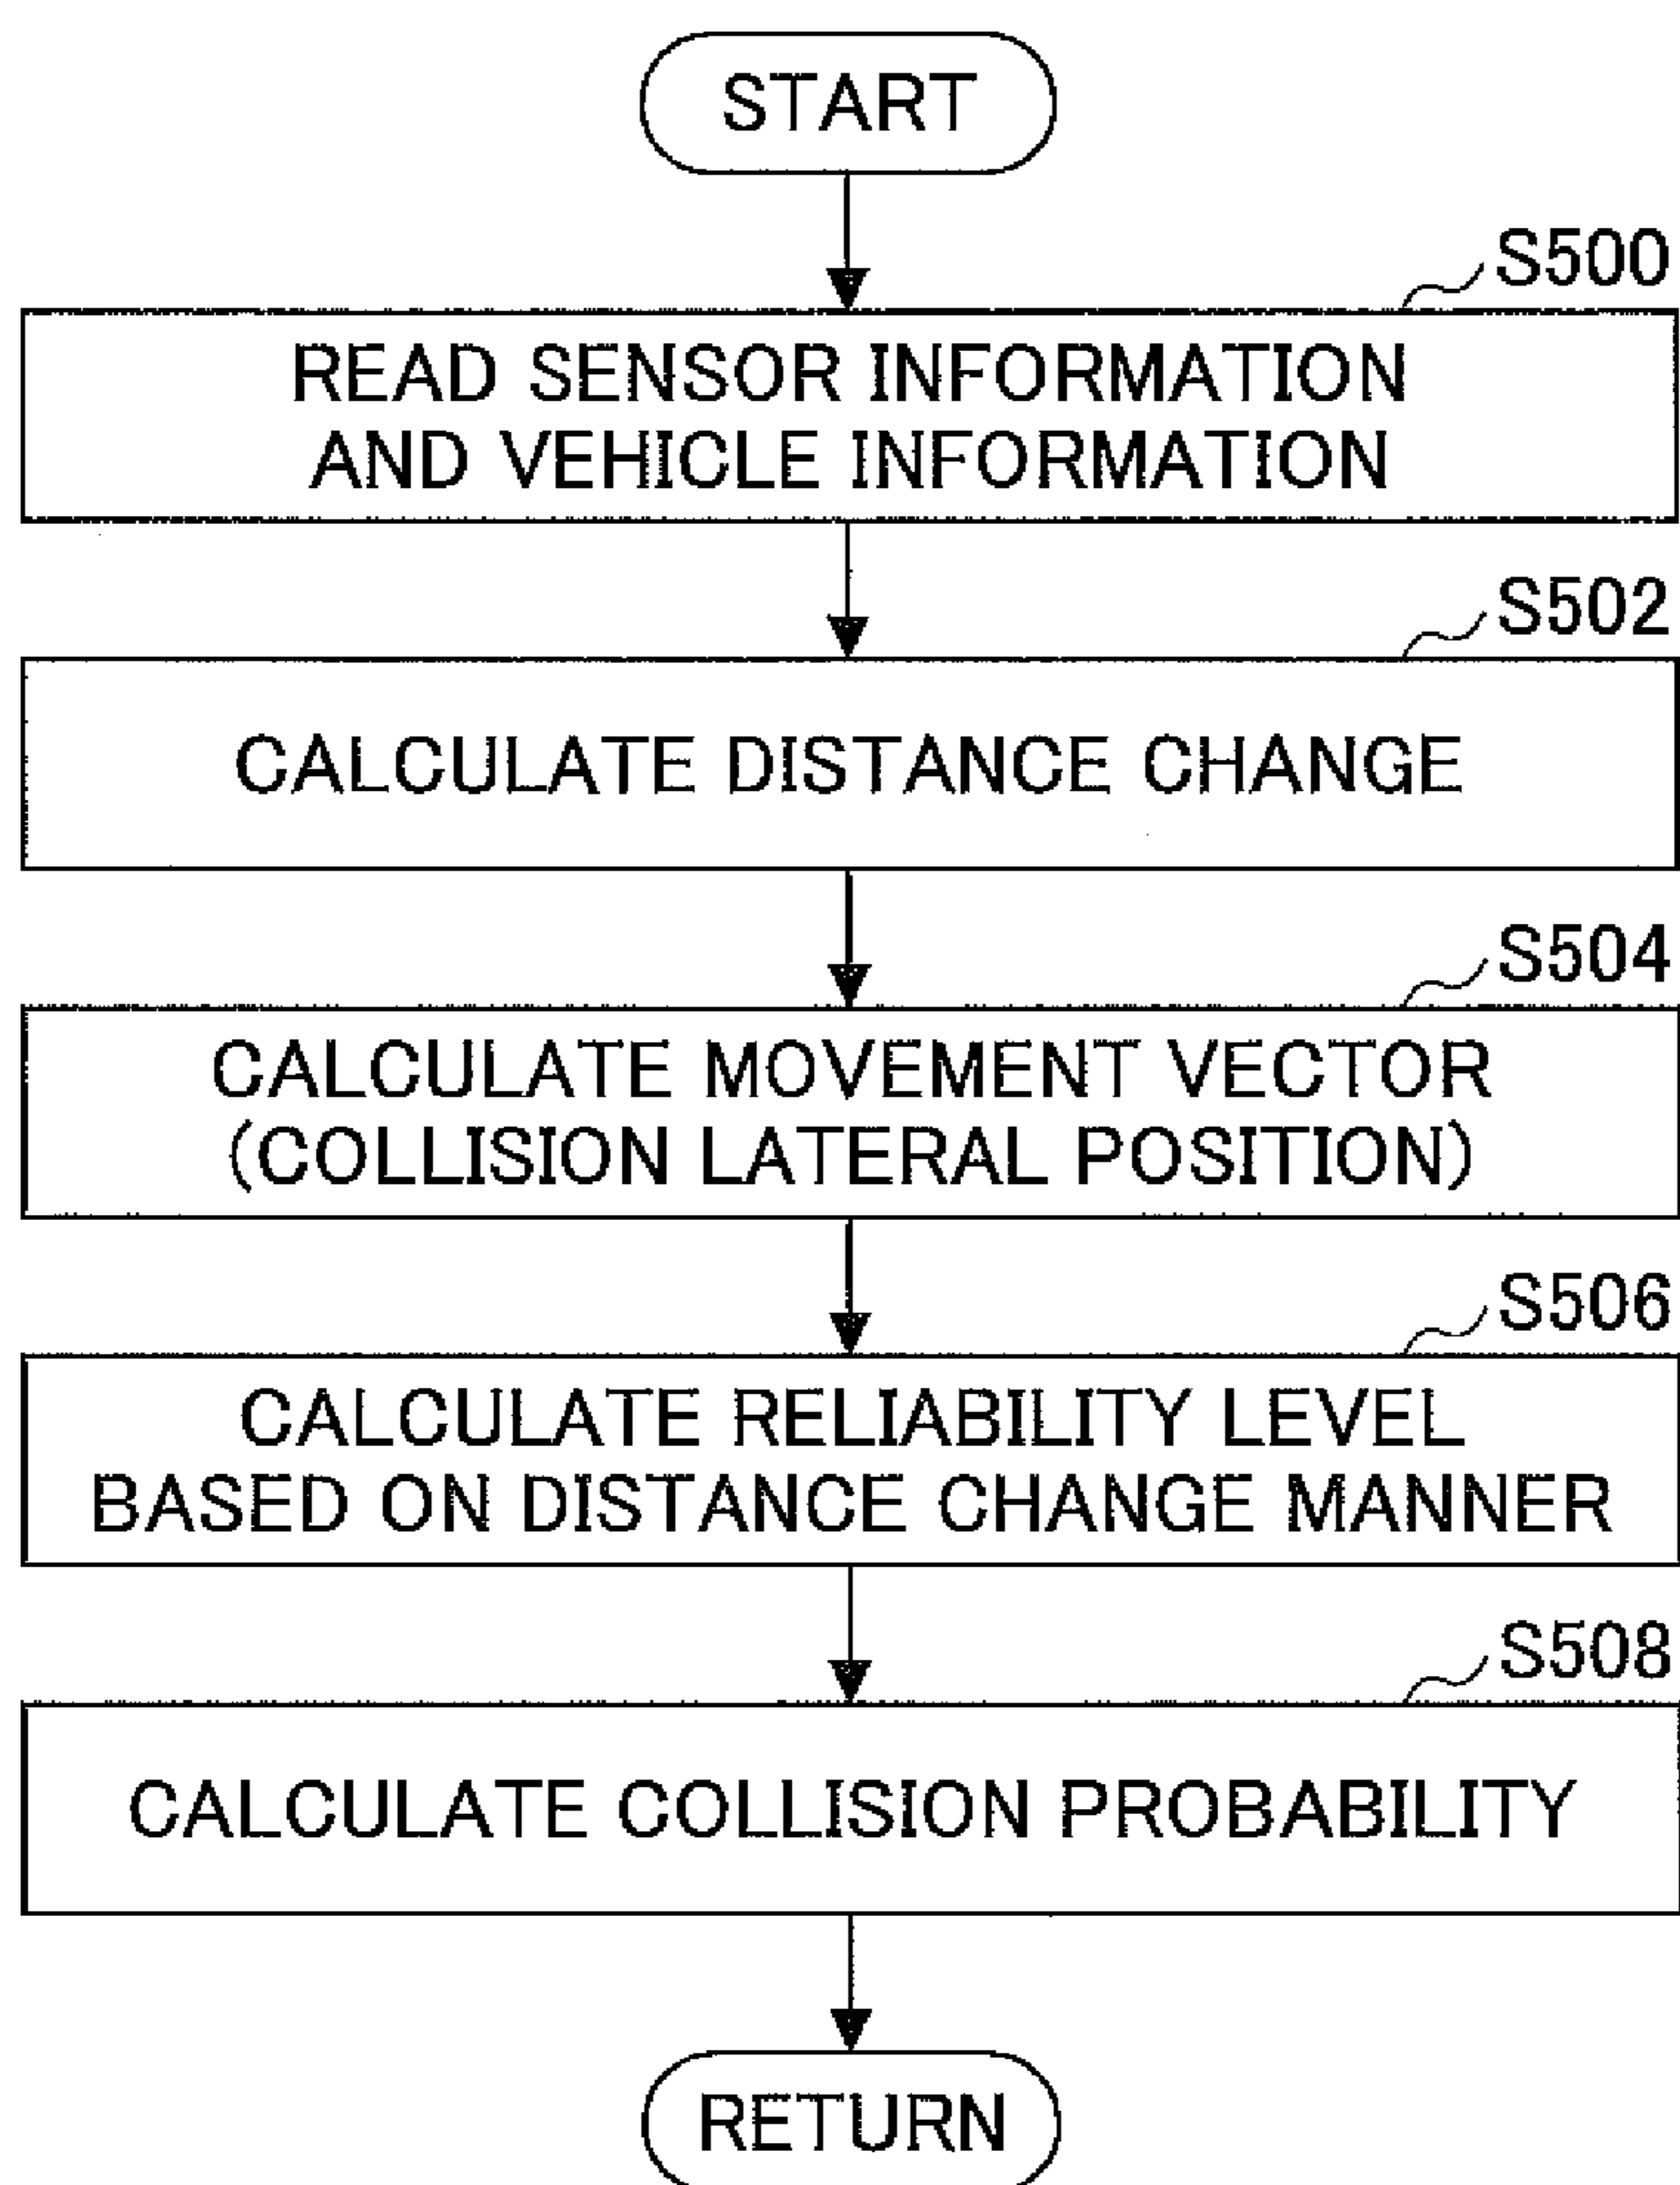 START
S500
READ SENSOR INFORMATION
AND VEHICLE INFORMATION
S502
CALCULATE DISTANCE CHANGE
S504
CALCULATE MOVEMENT VECTOR
(COLLISION LATERAL POSITION)
S506
CALCULATE RELIABILITY LEVEL
BASED ON DISTANCE CHANGE MANNER
S508
CALCULATE COLLISION PROBABILITY
RETURN